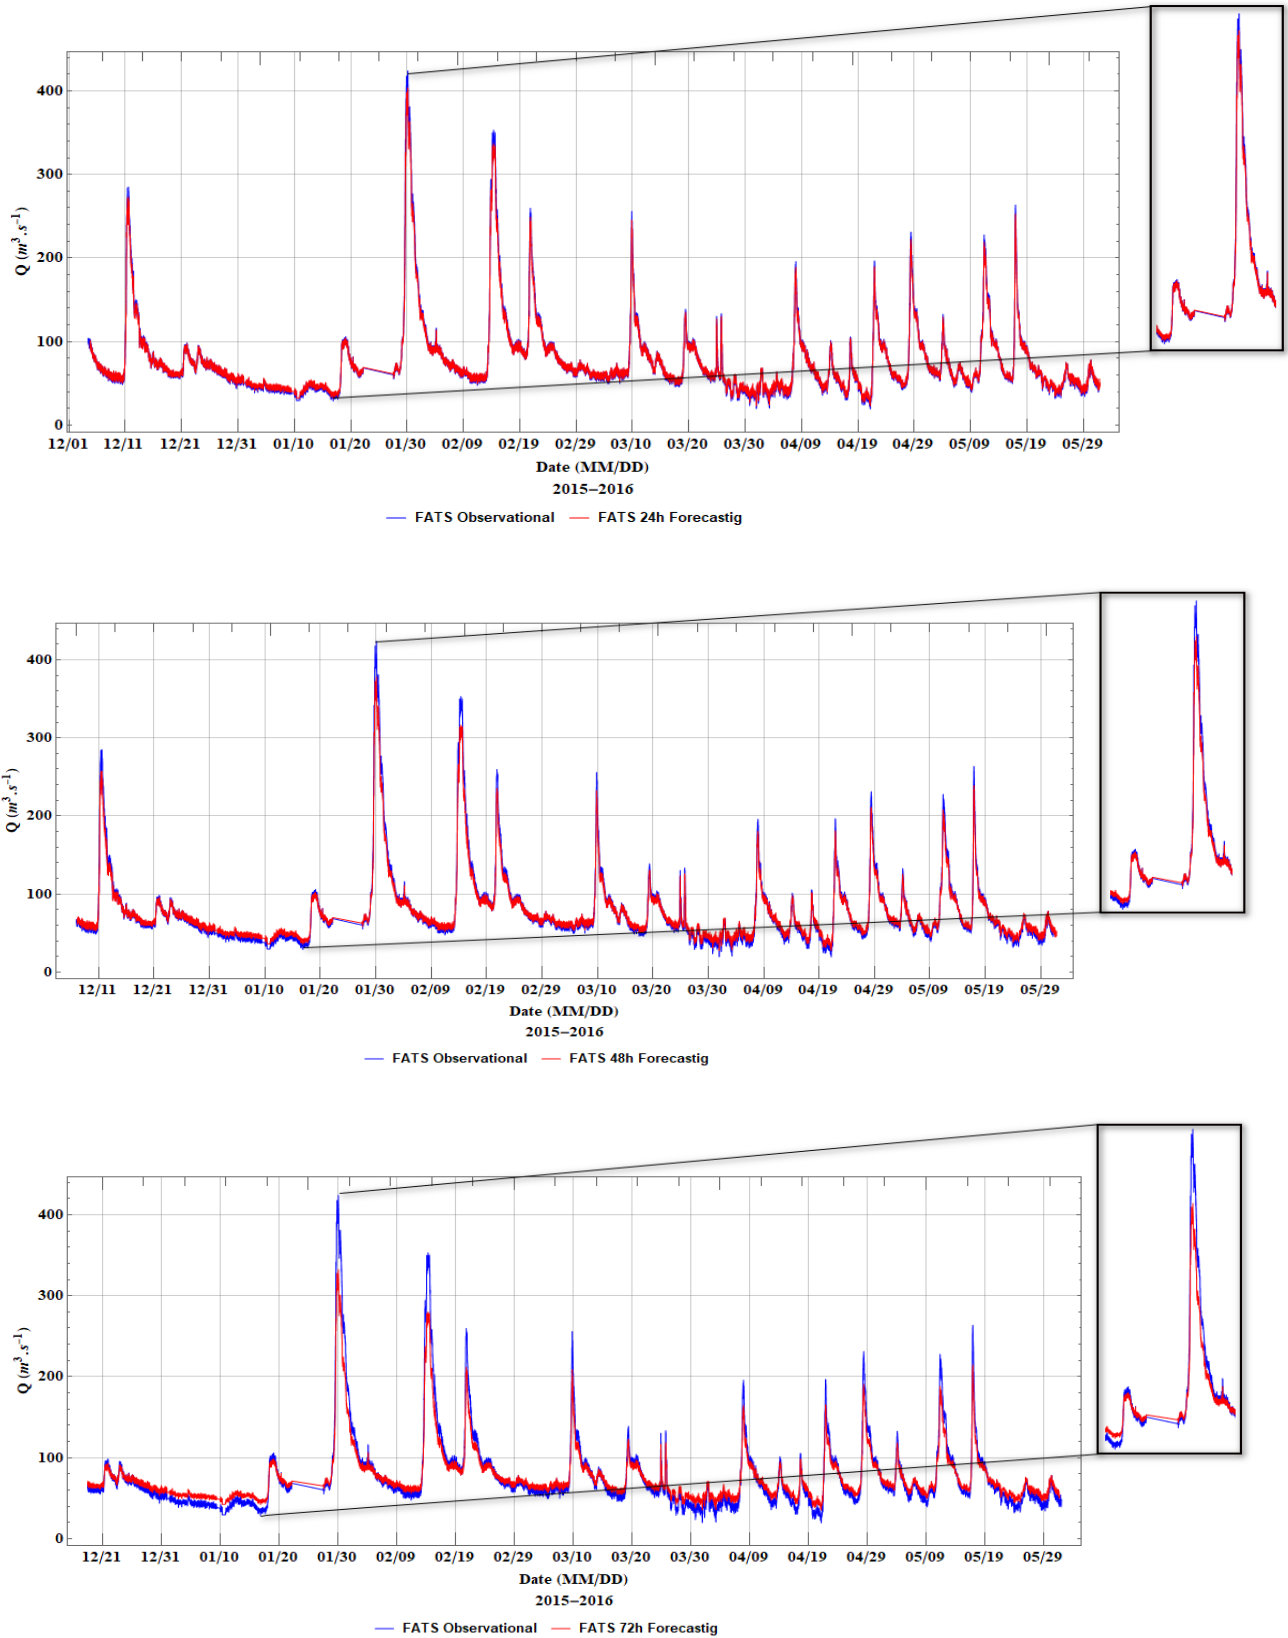 400
300
200
100
0
Q (m³.s⁻¹)
12/01 12/11 12/21 12/31 01/10 01/20 01/30 02/09 02/19 02/29 03/10 03/20 03/30 04/09 04/19 04/29 05/09 05/19 05/29
Date (MM/DD)
2015–2016
FATS Observational FATS 24h Forecastig
400
300
200
100
0
Q (m³.s⁻¹)
12/11 12/21 12/31 01/10 01/20 01/30 02/09 02/19 02/29 03/10 03/20 03/30 04/09 04/19 04/29 05/09 05/19 05/29
Date (MM/DD)
2015–2016
FATS Observational FATS 48h Forecastig
400
300
200
100
0
Q (m³.s⁻¹)
12/21 12/31 01/10 01/20 01/30 02/09 02/19 02/29 03/10 03/20 03/30 04/09 04/19 04/29 05/09 05/19 05/29
Date (MM/DD)
2015–2016
FATS Observational FATS 72h Forecastig